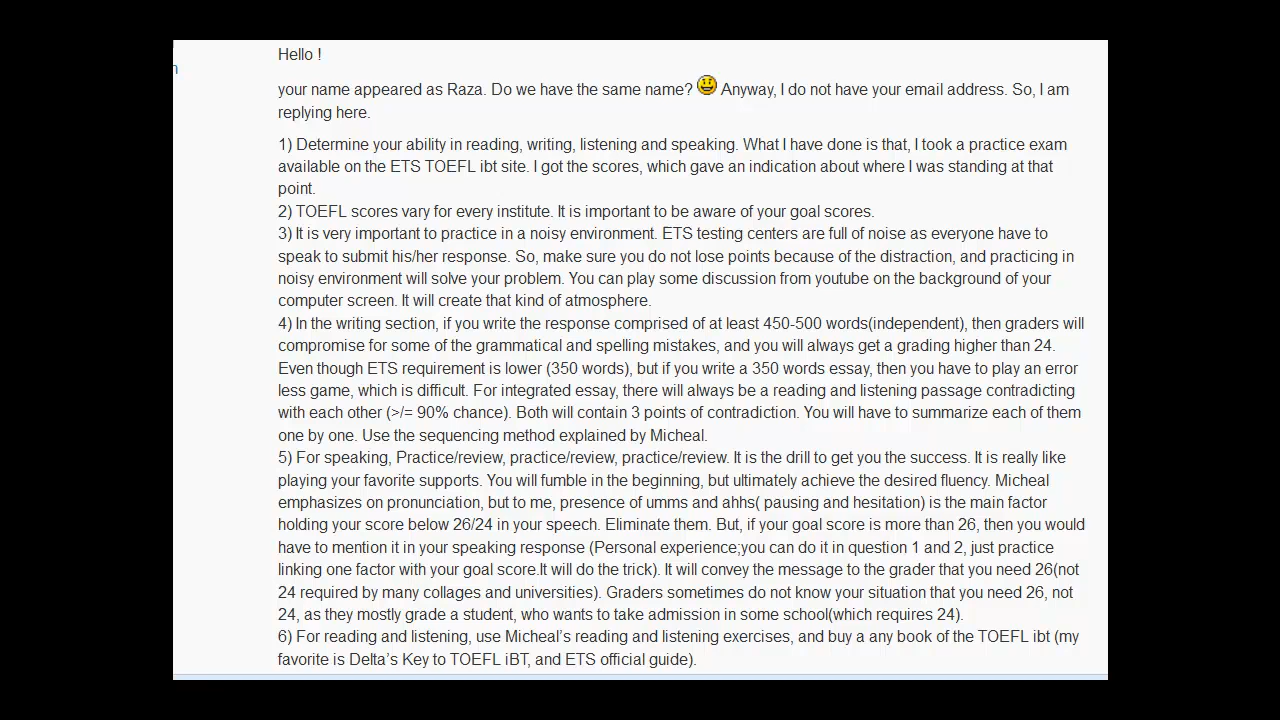 Hello !
n
your name appeared as Raza. Do we have the same name? Anyway, I do not have your email address. So, I am
replying here.
1) Determine your ability in reading, writing, listening and speaking. What I have done is that, I took a practice exam
available on the ETS TOEFL ibt site. I got the scores, which gave an indication about where I was standing at that
point.
2) TOEFL scores vary for every institute. It is important to be aware of your goal scores.
3) It is very important to practice in a noisy environment. ETS testing centers are full of noise as everyone have to
speak to submit his/her response. So, make sure you do not lose points because of the distraction, and practicing in
noisy environment will solve your problem. You can play some discussion from youtube on the background of your
computer screen. It will create that kind of atmosphere.
4) In the writing section, if you write the response comprised of at least 450-500 words(independent), then graders will
compromise for some of the grammatical and spelling mistakes, and you will always get a grading higher than 24.
Even though ETS requirement is lower (350 words), but if you write a 350 words essay, then you have to play an error
less game, which is difficult. For integrated essay, there will always be a reading and listening passage contradicting
with each other (>/= 90% chance). Both will contain 3 points of contradiction. You will have to summarize each of them
one by one. Use the sequencing method explained by Micheal.
5) For speaking, Practice/review, practice/review, practice/review. It is the drill to get you the success. It is really like
playing your favorite supports. You will fumble in the beginning, but ultimately achieve the desired fluency. Micheal
emphasizes on pronunciation, but to me, presence of umms and ahhs( pausing and hesitation) is the main factor
holding your score below 26/24 in your speech. Eliminate them. But, if your goal score is more than 26, then you would
have to mention it in your speaking response (Personal experience;you can do it in question 1 and 2, just practice
linking one factor with your goal score.It will do the trick). It will convey the message to the grader that you need 26(not
24 required by many collages and universities). Graders sometimes do not know your situation that you need 26, not
24, as they mostly grade a student, who wants to take admission in some school(which requires 24).
6) For reading and listening, use Micheal's reading and listening exercises, and buy a any book of the TOEFL ibt (my
favorite is Delta's Key to TOEFL iBT, and ETS official guide).